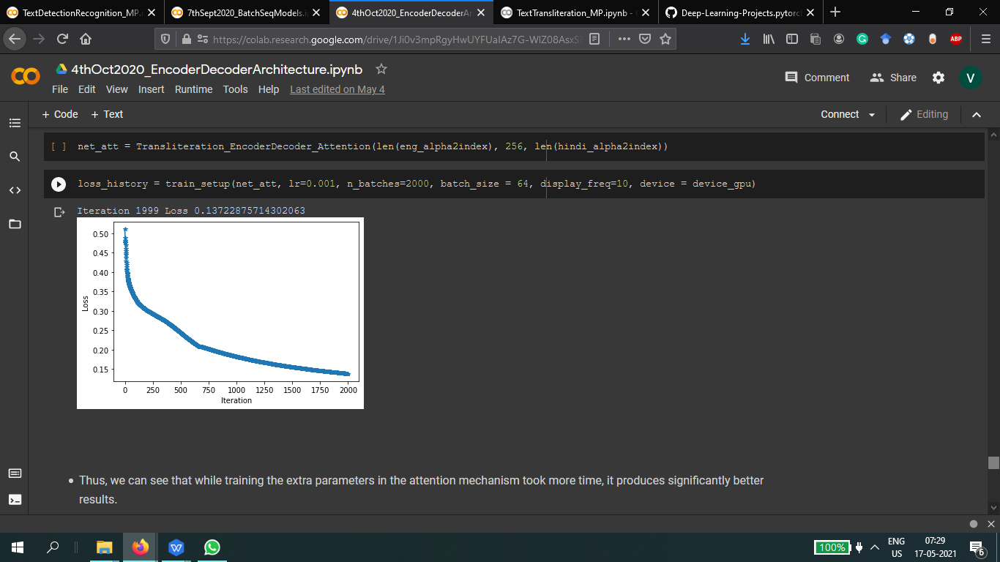 TextDetectionRecognition_MP.i
7thSept2020_BatchSeqModels.i
4thOct2020_EncoderDecoderAr
TextTransliteration_MP.ipynb -
Deep-Learning-Projects.pytorc
https://colab.research.google.com/drive/1Ji0v3mpRgyHwUYFUaIAz7G-WlZ08AsxS
ABP
4thOct2020_EncoderDecoderArchitecture.ipynb
Comment
Share
V
File Edit View Insert Runtime Tools Help Last edited on May 4
+ Code + Text
Connect
Editing
[ ] net_att = Transliteration_EncoderDecoder_Attention(len(eng_alpha2index), 256, len(hindi_alpha2index))
loss_history = train_setup(net_att, lr=0.001, n_batches=2000, batch_size = 64, display_freq=10, device = device_gpu)
Iteration 1999 Loss 0.13722875714302063
0.50
0.45
0.40
0.35
0.30
0.25
0.20
0.15
Loss
0 250 500 750 1000 1250 1500 1750 2000
Iteration
• Thus, we can see that while training the extra parameters in the attention mechanism took more time, it produces significantly better
results.
100%
ENG
US
07:29
17-05-2021
6